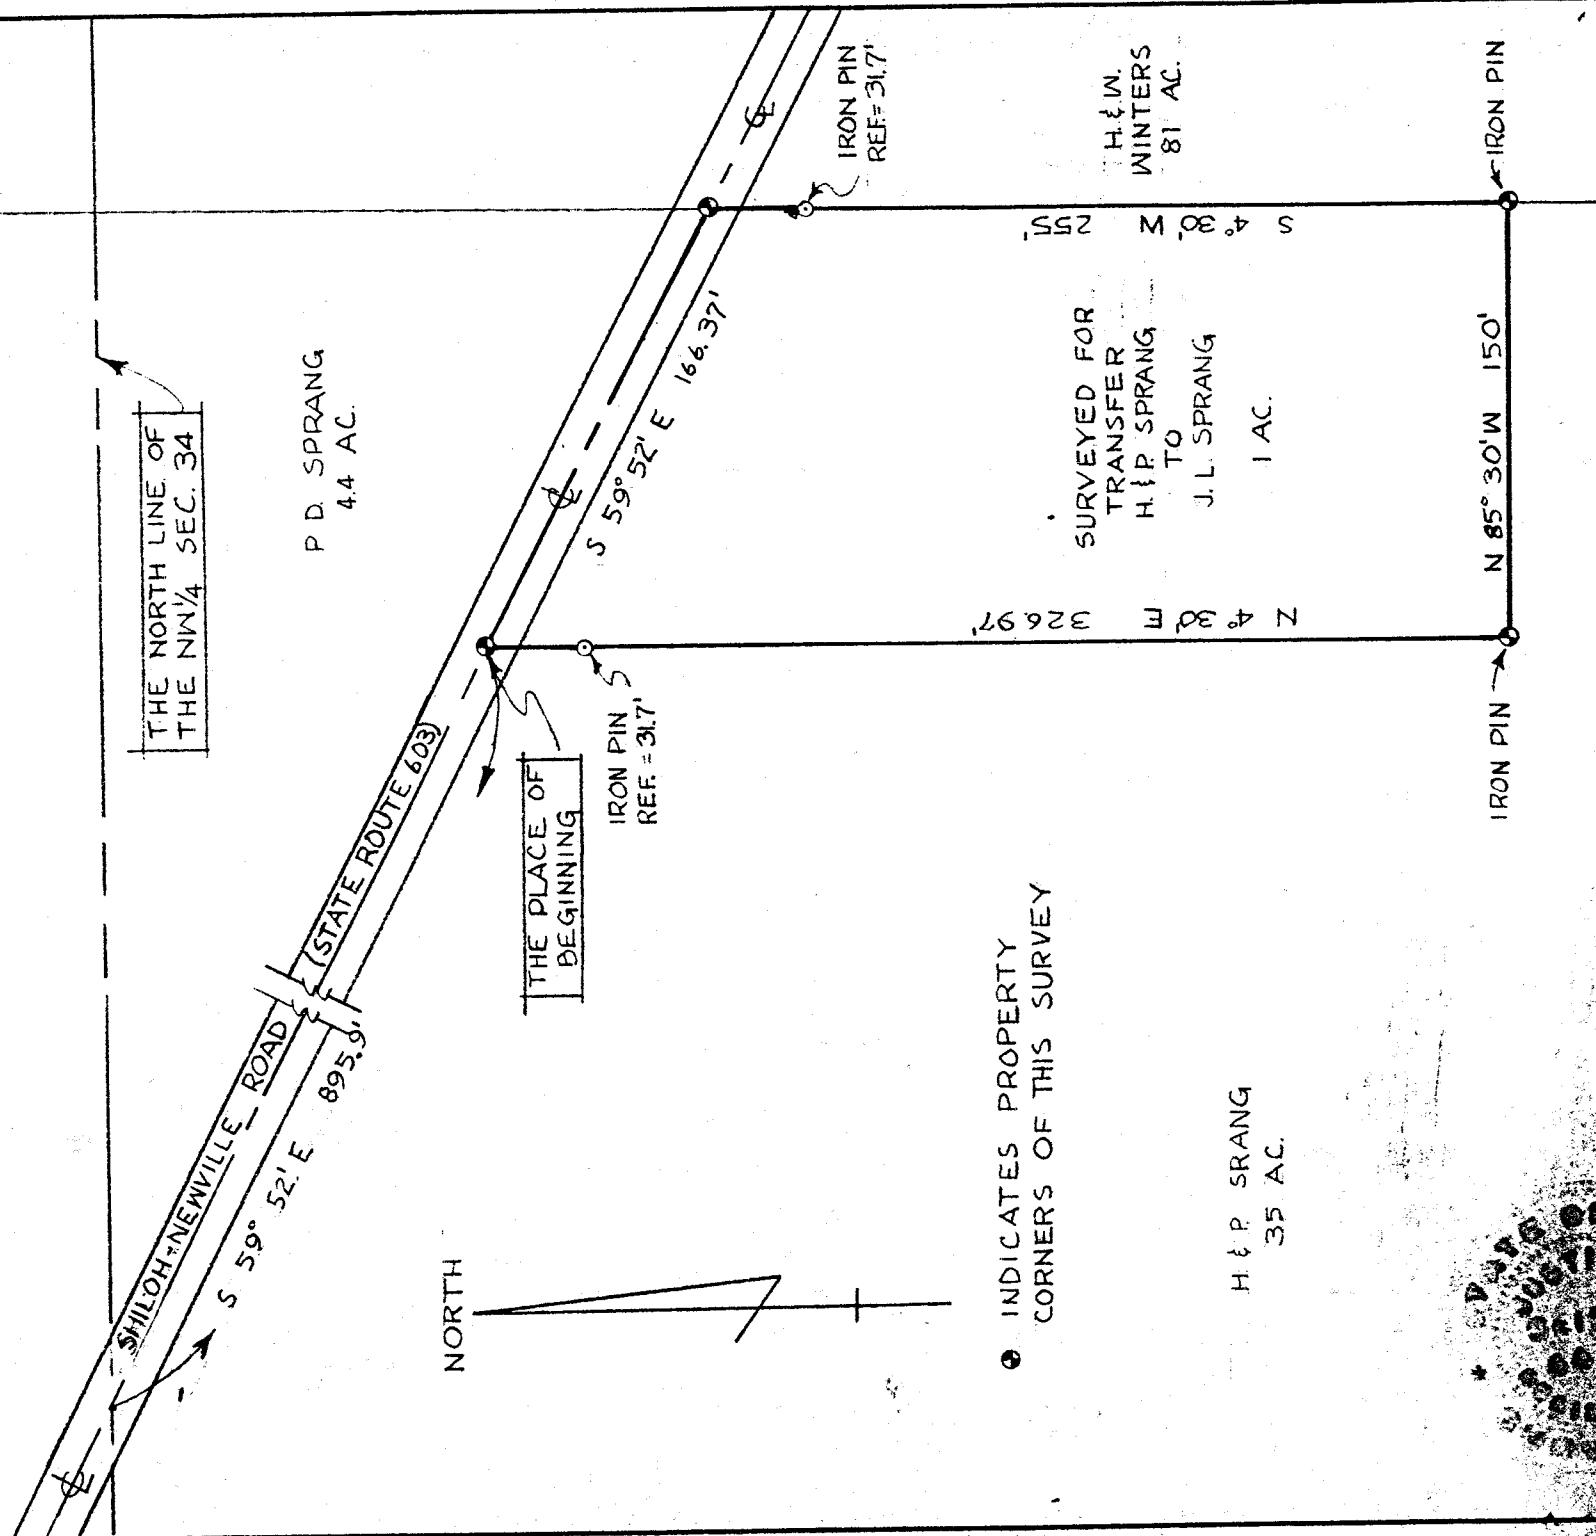 THE NORTH LINE OF
THE NW¼ SEC. 34
P. D. SPRANG
4.4 AC.
SHILOH-NEWVILLE ROAD (STATE ROUTE 603)
S 59° 52' E 895.9'
S 59° 52' E 166.37'
THE PLACE OF
BEGINNING
IRON PIN
REF. = 31.7'
IRON PIN
REF. = 31.7'
H. & W.
WINTERS
81 AC.
S 4° 30' W 255'
SURVEYED FOR
TRANSFER
H. & P. SPRANG
TO
J. L. SPRANG
1 AC.
N 4° 30' E 326.97'
N 85° 30' W 150'
IRON PIN
IRON PIN
NORTH
INDICATES PROPERTY
CORNERS OF THIS SURVEY
H. & P. SRANG
35 AC.